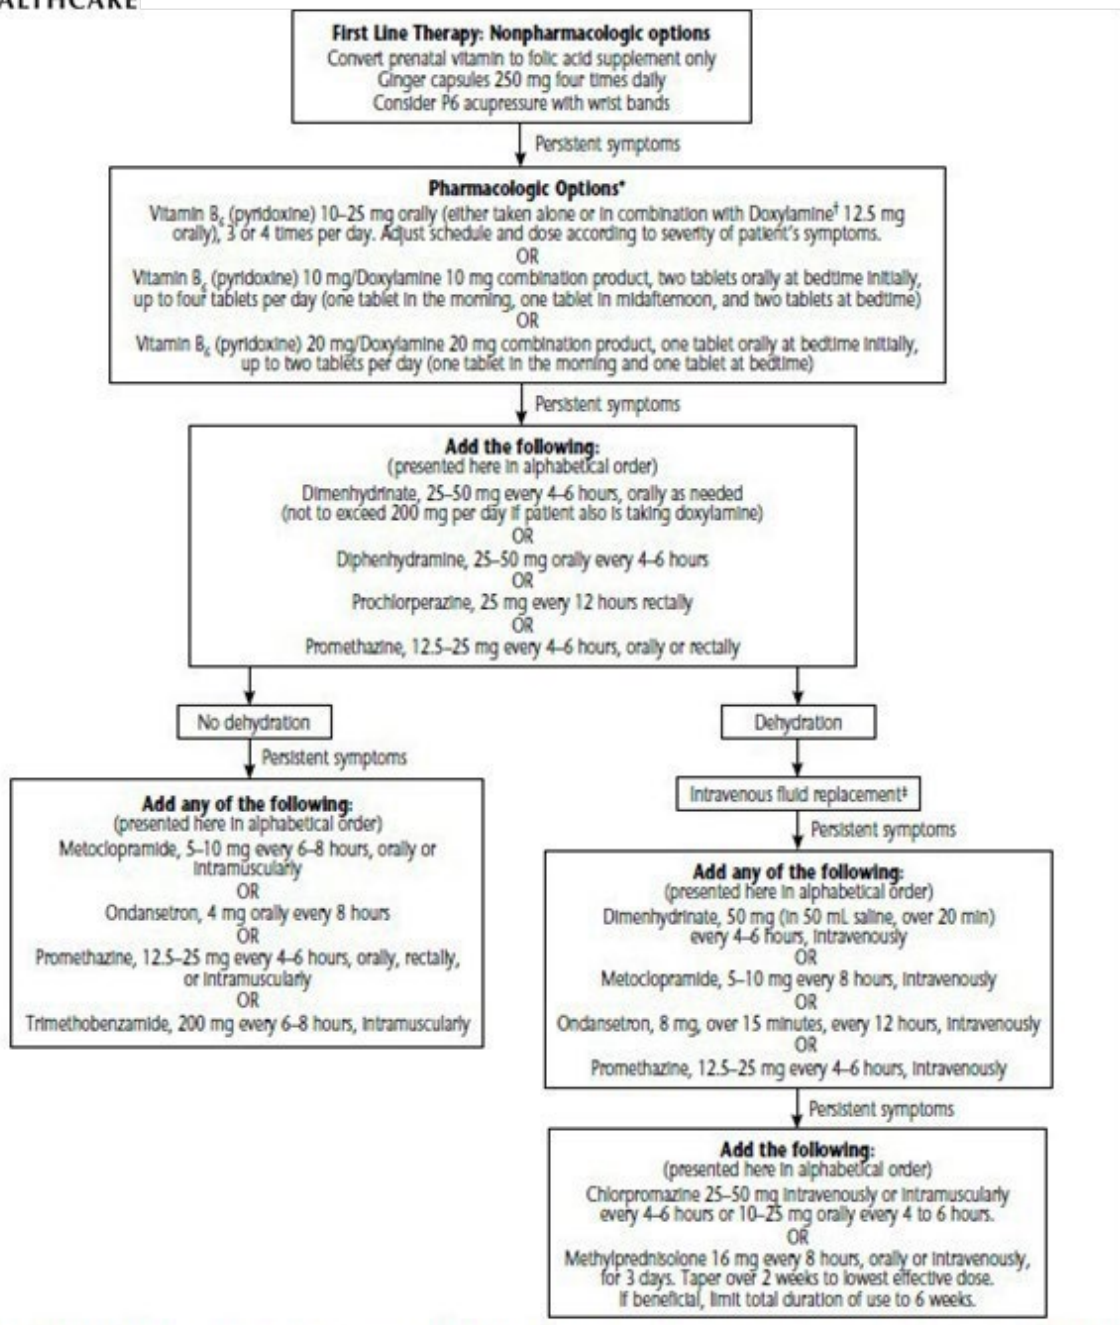 ALTHCARE
First Line Therapy: Nonpharmacologic options
Convert prenatal vitamin to folic acid supplement only
Ginger capsules 250 mg four times daily
Consider P6 acupressure with wrist bands
Persistent symptoms
Pharmacologic Options*
Vitamin B6 (pyridoxine) 10–25 mg orally (either taken alone or in combination with Doxylamine† 12.5 mg
orally), 3 or 4 times per day. Adjust schedule and dose according to severity of patient's symptoms.
OR
Vitamin B6 (pyridoxine) 10 mg/Doxylamine 10 mg combination product, two tablets orally at bedtime initially,
up to four tablets per day (one tablet in the morning, one tablet in midafternoon, and two tablets at bedtime)
OR
Vitamin B6 (pyridoxine) 20 mg/Doxylamine 20 mg combination product, one tablet orally at bedtime initially,
up to two tablets per day (one tablet in the morning and one tablet at bedtime)
Persistent symptoms
Add the following:
(presented here in alphabetical order)
Dimenhydrinate, 25–50 mg every 4–6 hours, orally as needed
(not to exceed 200 mg per day if patient also is taking doxylamine)
OR
Diphenhydramine, 25–50 mg orally every 4–6 hours
OR
Prochlorperazine, 25 mg every 12 hours rectally
OR
Promethazine, 12.5–25 mg every 4–6 hours, orally or rectally
No dehydration
Persistent symptoms
Add any of the following:
(presented here in alphabetical order)
Metoclopramide, 5–10 mg every 6–8 hours, orally or
intramuscularly
OR
Ondansetron, 4 mg orally every 8 hours
OR
Promethazine, 12.5–25 mg every 4–6 hours, orally, rectally,
or intramuscularly
OR
Trimethobenzamide, 200 mg every 6–8 hours, intramuscularly
Dehydration
Intravenous fluid replacement‡
Persistent symptoms
Add any of the following:
(presented here in alphabetical order)
Dimenhydrinate, 50 mg (in 50 mL saline, over 20 min)
every 4–6 hours, intravenously
OR
Metoclopramide, 5–10 mg every 8 hours, intravenously
OR
Ondansetron, 8 mg, over 15 minutes, every 12 hours, intravenously
OR
Promethazine, 12.5–25 mg every 4–6 hours, intravenously
Persistent symptoms
Add the following:
(presented here in alphabetical order)
Chlorpromazine 25–50 mg intravenously or intramuscularly
every 4–6 hours or 10–25 mg orally every 4 to 6 hours.
OR
Methylprednisolone 16 mg every 8 hours, orally or intravenously,
for 3 days. Taper over 2 weeks to lowest effective dose.
If beneficial, limit total duration of use to 6 weeks.